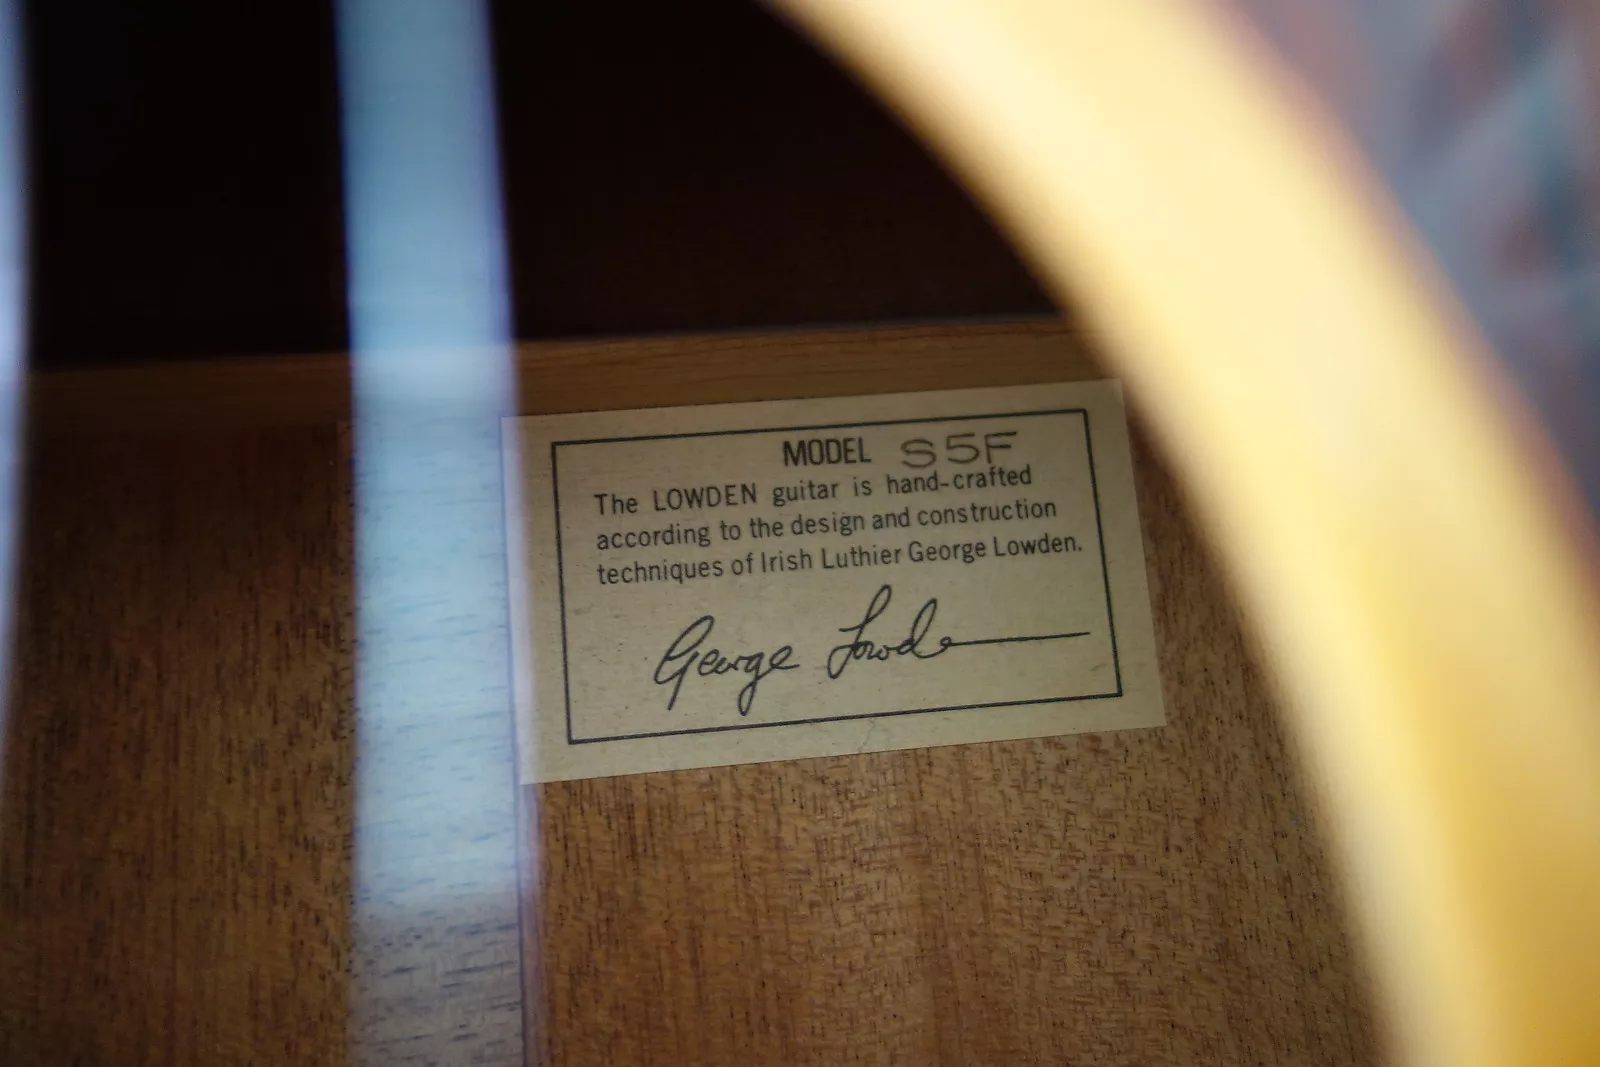 MODEL S5F
The LOWDEN guitar is hand-crafted
according to the design and construction
techniques of Irish Luthier George Lowden.
George Lowden